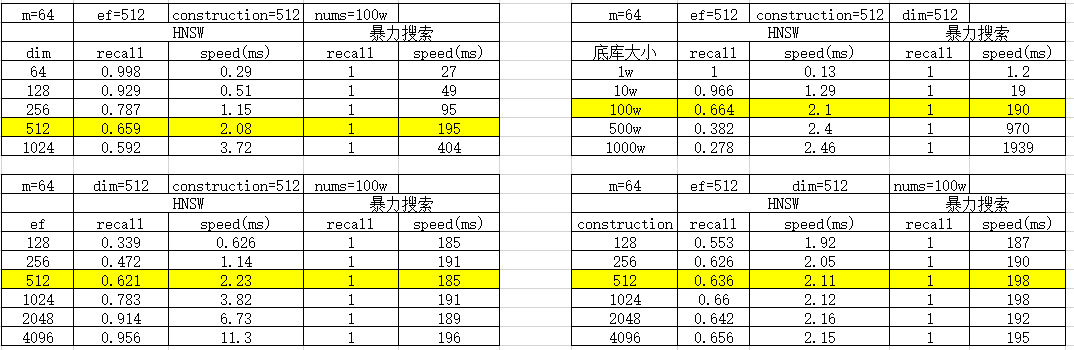 m=64 ef=512 construction=512 nums=100w
HNSW 暴力搜索
dim recall speed(ms) recall speed(ms)
64 0.998 0.29 1 27
128 0.929 0.51 1 49
256 0.787 1.15 1 95
512 0.659 2.08 1 195
1024 0.592 3.72 1 404
m=64 ef=512 construction=512 dim=512
HNSW 暴力搜索
底库大小 recall speed(ms) recall speed(ms)
1w 1 0.13 1 1.2
10w 0.966 1.29 1 19
100w 0.664 2.1 1 190
500w 0.382 2.4 1 970
1000w 0.278 2.46 1 1939
m=64 dim=512 construction=512 nums=100w
HNSW 暴力搜索
ef recall speed(ms) recall speed(ms)
128 0.339 0.626 1 185
256 0.472 1.14 1 191
512 0.621 2.23 1 185
1024 0.783 3.82 1 191
2048 0.914 6.73 1 189
4096 0.956 11.3 1 196
m=64 ef=512 dim=512 nums=100w
HNSW 暴力搜索
construction recall speed(ms) recall speed(ms)
128 0.553 1.92 1 187
256 0.626 2.05 1 190
512 0.636 2.11 1 198
1024 0.66 2.12 1 198
2048 0.642 2.16 1 192
4096 0.656 2.15 1 195